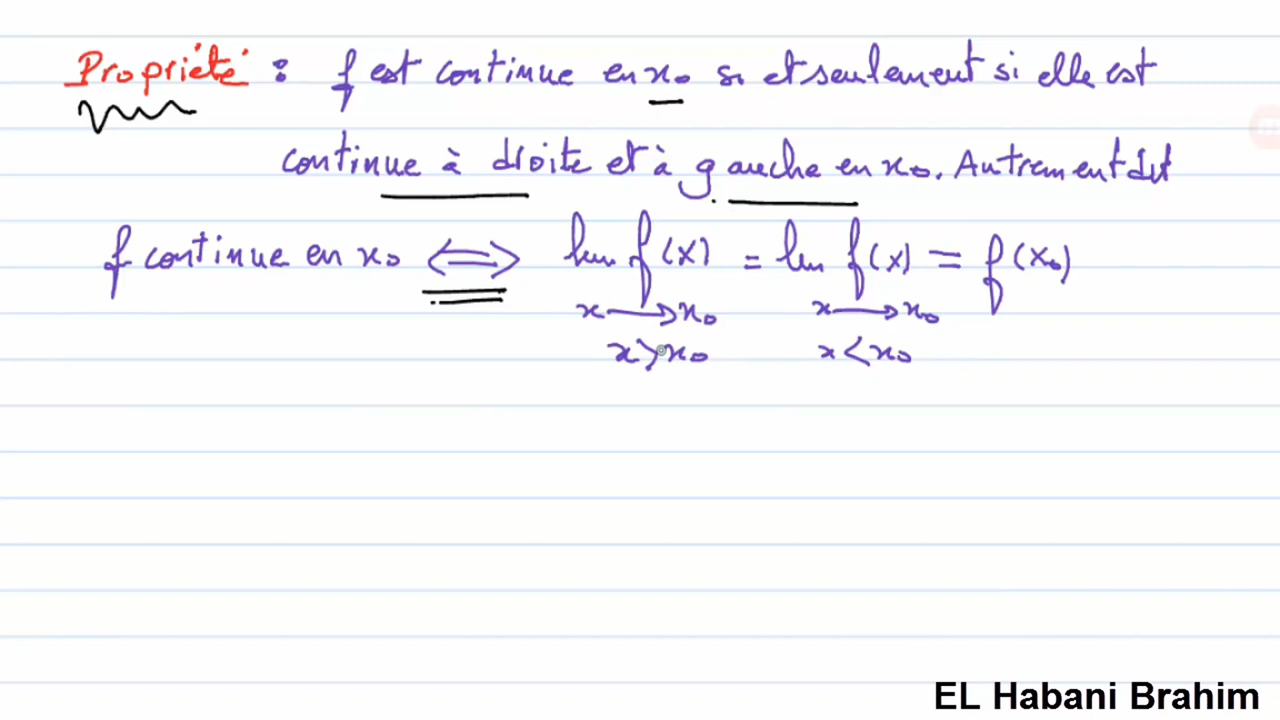 Propriété : f est continue en x₀ si et seulement si elle est
continue à droite et à gauche en x₀. Autrement dit
f continue en x₀ ⟺ lim f(x) = lim f(x) = f(x₀)
x ⟶ x₀ x ⟶ x₀
x > x₀ x < x₀
EL Habani Brahim